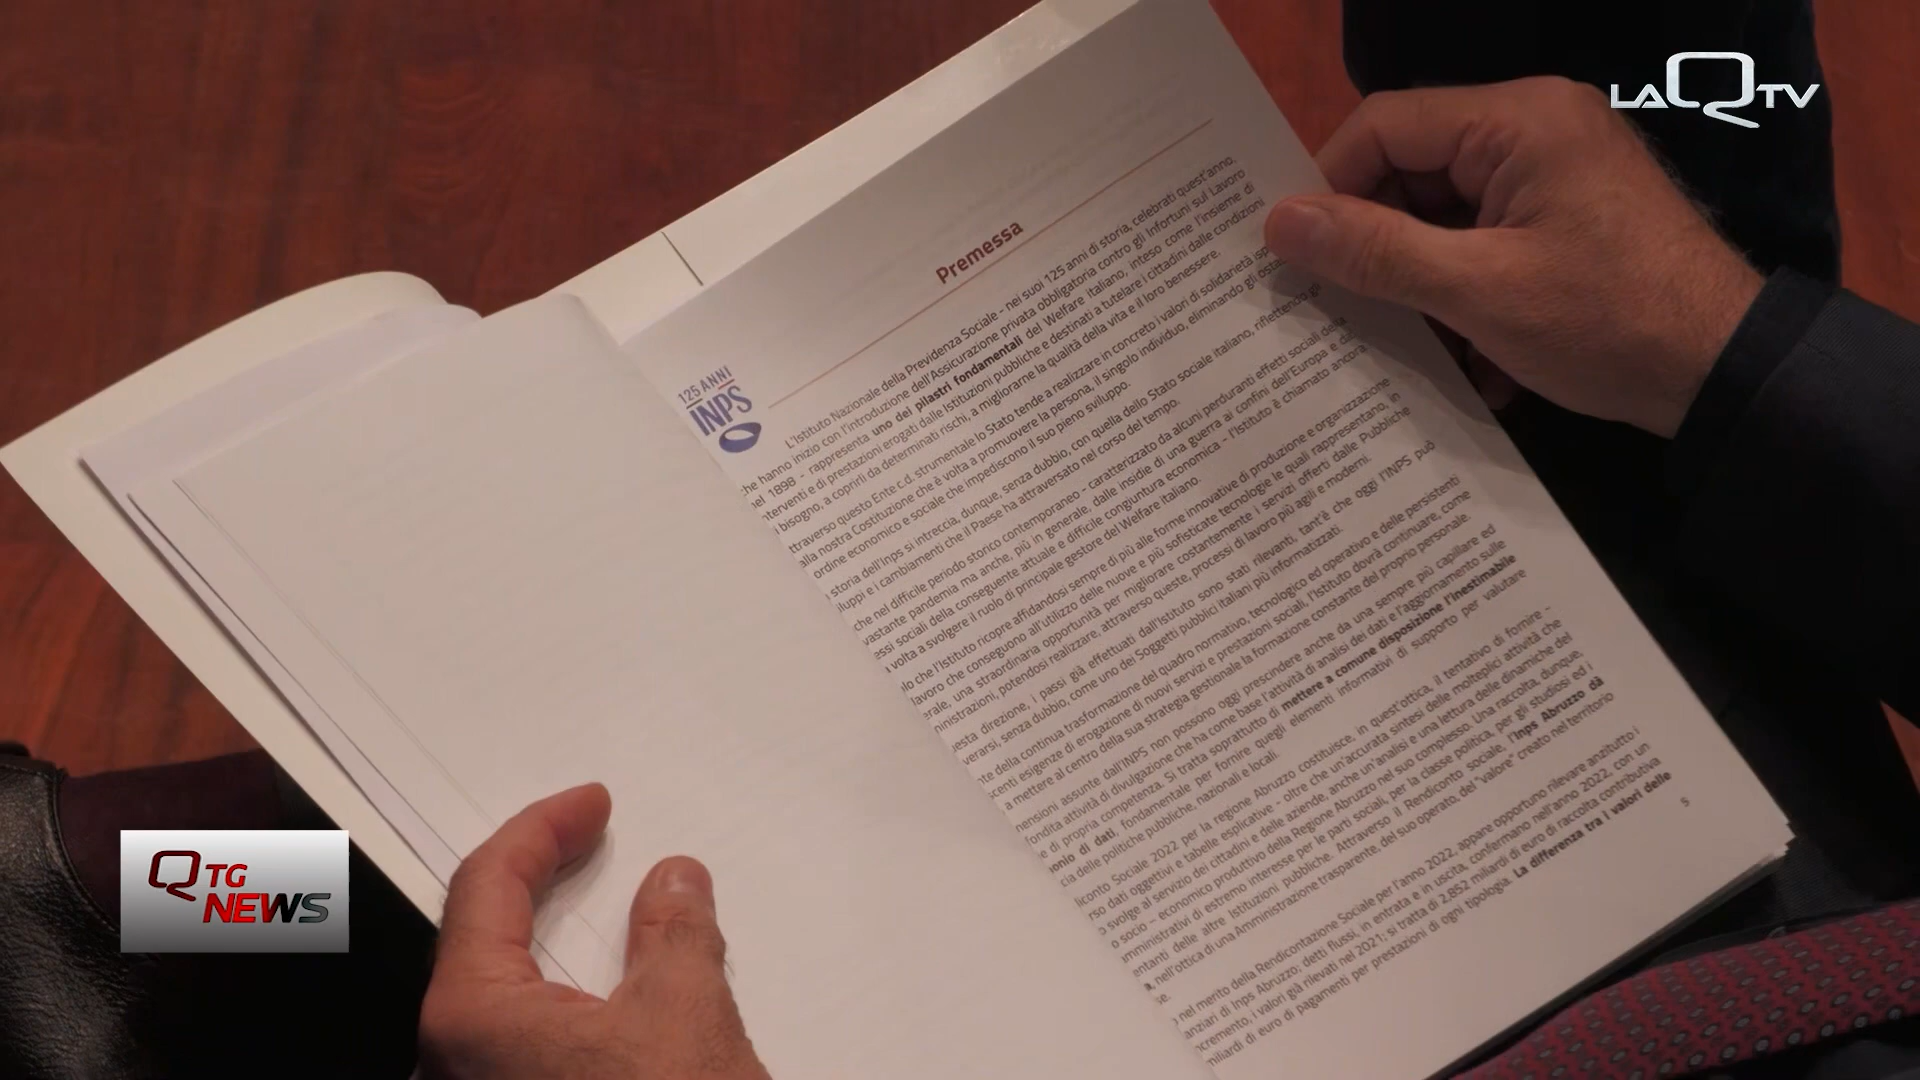 LAQTV
Premessa
125 ANNI
INPS
L'Istituto Nazionale della Previdenza Sociale - nei suoi 125 anni di storia, celebrati quest'anno,
che hanno inizio con l'introduzione dell'Assicurazione privata obbligatoria contro gli Infortuni sul Lavoro
nel 1898 - rappresenta uno dei pilastri fondamentali del Welfare italiano, inteso come l'insieme di
interventi e di prestazioni erogati dalle Istituzioni pubbliche e destinati a tutelare i cittadini dalle condizioni
i bisogno, a coprirli da determinati rischi, a migliorarne la qualità della vita e il loro benessere.
ttraverso questo Ente c.d. strumentale lo Stato tende a realizzare in concreto i valori di solidarietà isp
alla nostra Costituzione che è volta a promuovere la persona, il singolo individuo, eliminando gli osta
ordine economico e sociale che impediscono il suo pieno sviluppo.
storia dell'Inps si intreccia, dunque, senza dubbio, con quella dello Stato sociale italiano, riflettendo gli
iluppi e i cambiamenti che il Paese ha attraversato nel corso del tempo.
che nel difficile periodo storico contemporaneo - caratterizzato da alcuni perduranti effetti sociali della
vastante pandemia ma anche, più in generale, dalle insidie di una guerra ai confini dell'Europa e dai
essi sociali della conseguente attuale e difficile congiuntura economica - l'Istituto è chiamato ancora
volta a svolgere il ruolo di principale gestore del Welfare italiano.
lo che l'Istituto ricopre affidandosi sempre di più alle forme innovative di produzione e organizzazione
lavoro che conseguono all'utilizzo delle nuove e più sofisticate tecnologie le quali rappresentano, in
erale, una straordinaria opportunità per migliorare costantemente i servizi offerti dalle Pubbliche
ministrazioni, potendosi realizzare, attraverso queste, processi di lavoro più agili e moderni.
esta direzione, i passi già effettuati dall'Istituto sono stati rilevanti, tant'è che oggi l'INPS può
verarsi, senza dubbio, come uno dei Soggetti pubblici italiani più informatizzati.
te della continua trasformazione del quadro normativo, tecnologico ed operativo e delle persistenti
scenti esigenze di erogazione di nuovi servizi e prestazioni sociali, l'Istituto dovrà continuare, come
a mettere al centro della sua strategia gestionale la formazione constante del proprio personale.
mensioni assunte dall'INPS non possono oggi prescindere anche da una sempre più capillare ed
fondita attività di divulgazione che ha come base l'attività di analisi dei dati e l'aggiornamento sulle
e di propria competenza. Si tratta soprattutto di mettere a comune disposizione l'inestimabile
onio di dati, fondamentale per fornire quegli elementi informativi di supporto per valutare
cia delle politiche pubbliche, nazionali e locali.
diconto Sociale 2022 per la regione Abruzzo costituisce, in quest'ottica, il tentativo di fornire –
rso dati oggettivi e tabelle esplicative - oltre che un'accurata sintesi delle molteplici attività che
svolge al servizio dei cittadini e delle aziende, anche un'analisi e una lettura delle dinamiche del
o socio – economico produttivo della Regione Abruzzo nel suo complesso. Una raccolta, dunque,
amministrativi di estremo interesse per le parti sociali, per la classe politica, per gli studiosi ed i
entanti delle altre Istituzioni pubbliche. Attraverso il Rendiconto Sociale, l'Inps Abruzzo dà
a, nell'ottica di una Amministrazione trasparente, del suo operato, del "valore" creato nel territorio
se.
nel merito della Rendicontazione Sociale per l'anno 2022, appare opportuno rilevare anzitutto i
anziari di Inps Abruzzo; detti flussi, in entrata e in uscita, confermano nell'anno 2022, con un
ncremento, i valori già rilevati nel 2021; si tratta di 2.852 miliardi di euro di raccolta contributiva
miliardi di euro di pagamenti per prestazioni di ogni tipologia. La differenza tra i valori delle
5
Q TG
NEWS